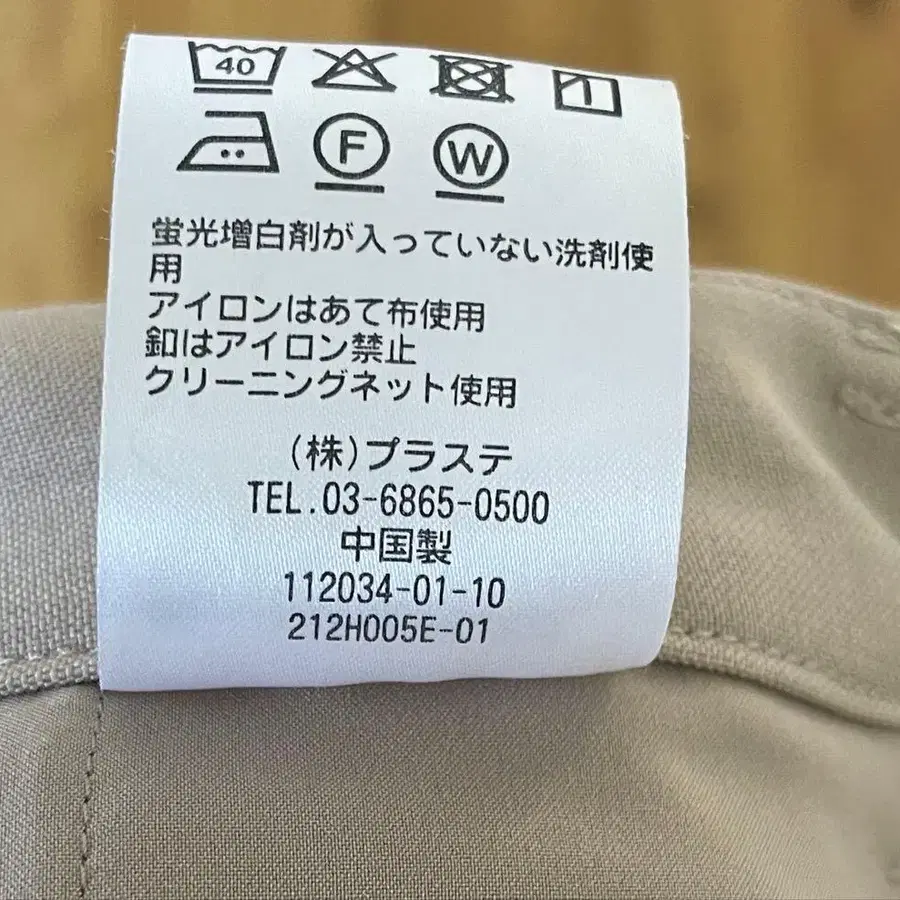 40
F W
蛍光増白剤が入っていない洗剤使
用
アイロンはあて布使用
釦はアイロン禁止
クリーニングネット使用
(株)プラステ
TEL.03-6865-0500
中国製
112034-01-10
212H005E-01